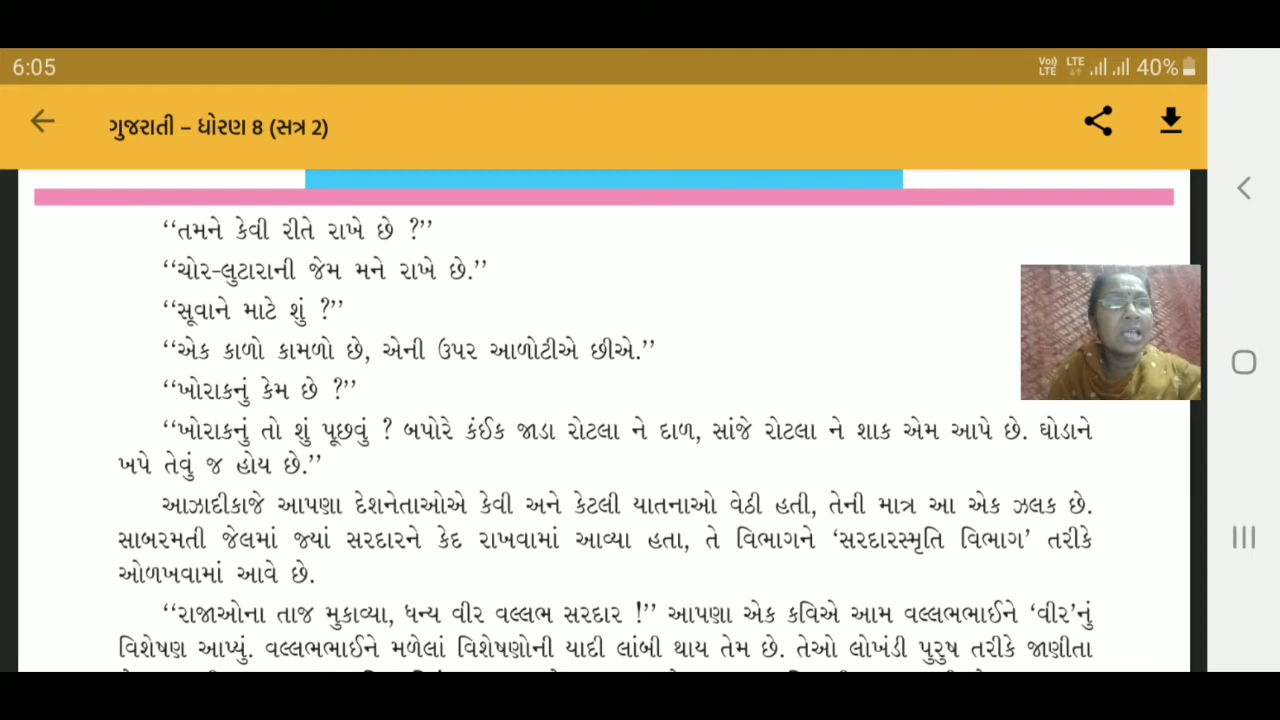 6:05
Vo) LTE LTE 40%
ગુજરાતી – ધોરણ 8 (સત્ર 2)
‘‘તમને કેવી રીતે રાખે છે ?’’
‘‘ચોર-લુટારાની જેમ મને રાખે છે.’’
‘‘સૂવાને માટે શું ?’’
‘‘એક કાળો કામળો છે, એની ઉપર આળોટીએ છીએ.’’
‘‘ખોરાકનું કેમ છે ?’’
‘‘ખોરાકનું તો શું પૂછવું ? બપોરે કંઈક જાડા રોટલા ને દાળ, સાંજે રોટલા ને શાક એમ આપે છે. ઘોડાને
ખપે તેવું જ હોય છે.’’
આઝાદીકાજે આપણા દેશનેતાઓએ કેવી અને કેટલી યાતનાઓ વેઠી હતી, તેની માત્ર આ એક ઝલક છે.
સાબરમતી જેલમાં જ્યાં સરદારને કેદ રાખવામાં આવ્યા હતા, તે વિભાગને ‘સરદારસ્મૃતિ વિભાગ’ તરીકે
ઓળખવામાં આવે છે.
‘‘રાજાઓના તાજ મુકાવ્યા, ધન્ય વીર વલ્લભ સરદાર !’’ આપણા એક કવિએ આમ વલ્લભભાઈને ‘વીર’નું
વિશેષણ આપ્યું. વલ્લભભાઈને મળેલાં વિશેષણોની યાદી લાંબી થાય તેમ છે. તેઓ લોખંડી પુરુષ તરીકે જાણીતા